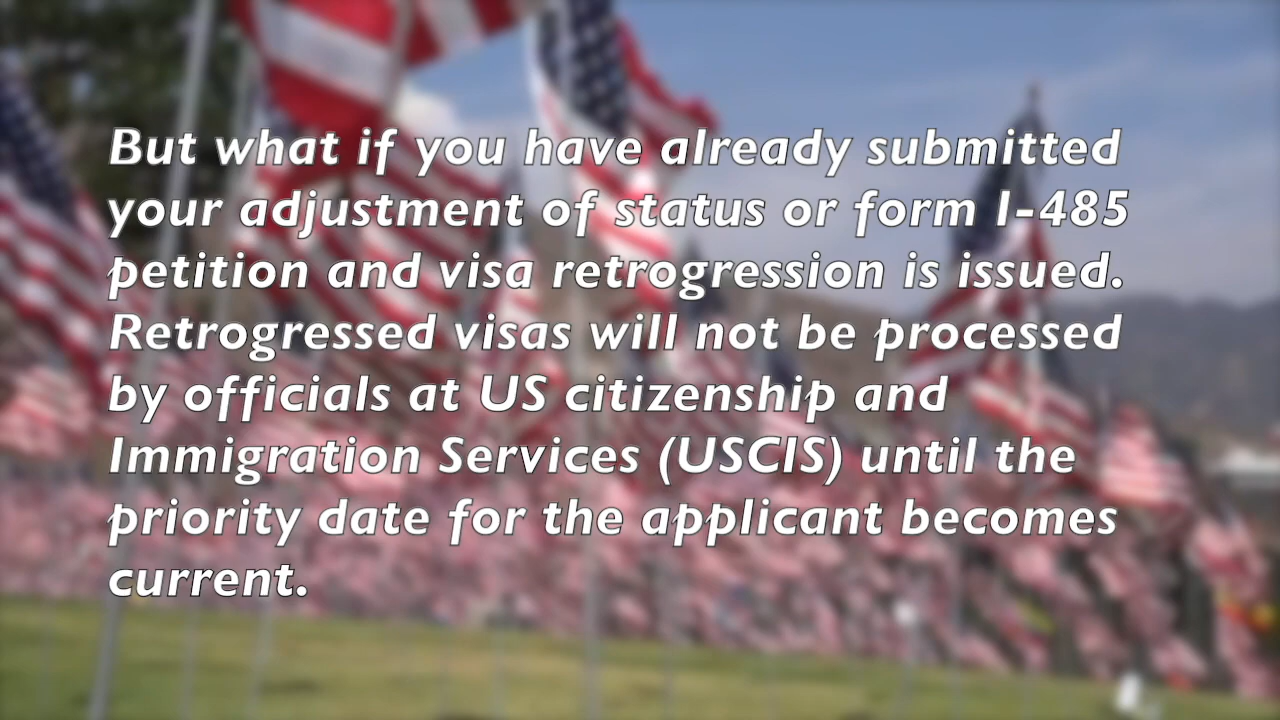 But what if you have already submitted
your adjustment of status or form I-485
petition and visa retrogression is issued.
Retrogressed visas will not be processed
by officials at US citizenship and
Immigration Services (USCIS) until the
priority date for the applicant becomes
current.